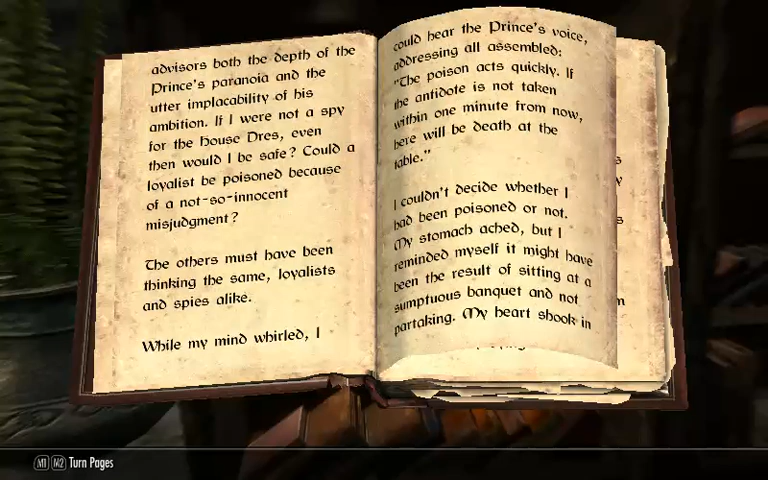 advisors both the depth of the
Prince's paranoia and the
utter implacability of his
ambition. If I were not a spy
for the House Dres, even
then would I be safe? Could a
loyalist be poisoned because
of a not-so-innocent
misjudgment?
The others must have been
thinking the same, loyalists
and spies alike.
While my mind whirled, I
could hear the Prince's voice,
addressing all assembled:
"The poison acts quickly. If
the antidote is not taken
within one minute from now,
here will be death at the
table."
I couldn't decide whether I
had been poisoned or not.
My stomach ached, but I
reminded myself it might have
been the result of sitting at a
sumptuous banquet and not
partaking. My heart shook in
M1 M2 Turn Pages